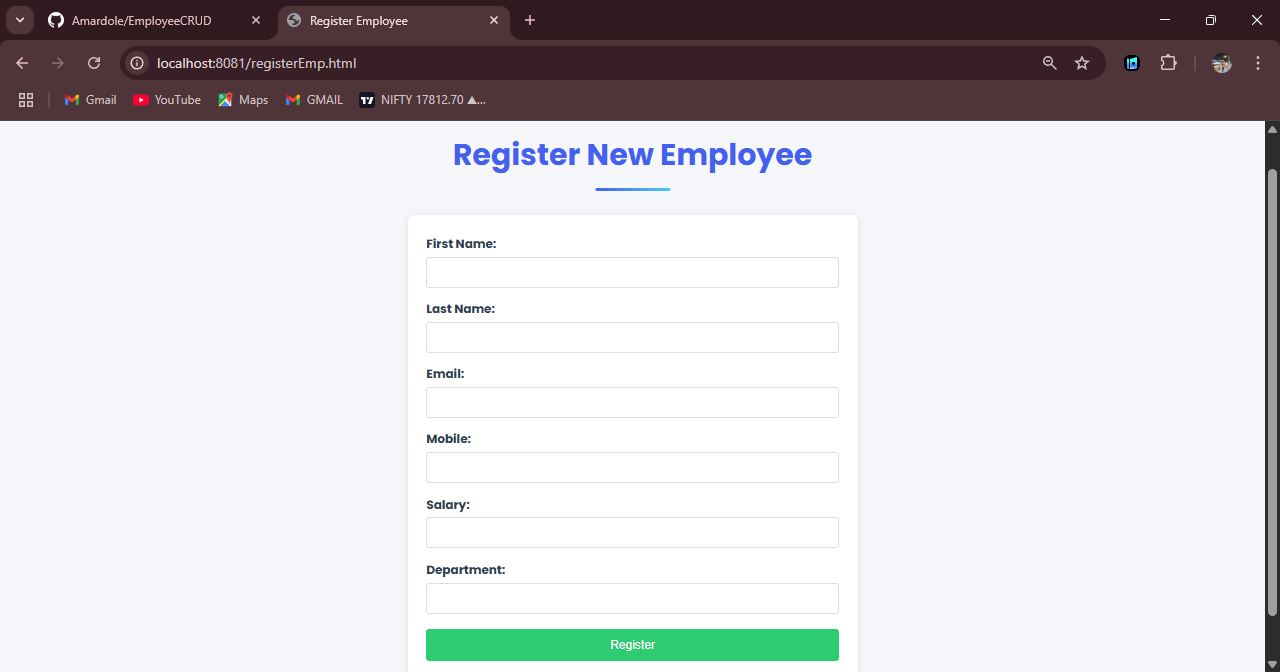 Amardole/EmployeeCRUD
Register Employee
localhost:8081/registerEmp.html
Gmail YouTube Maps GMAIL NIFTY 17812.70 ▲...
Register New Employee
First Name:
Last Name:
Email:
Mobile:
Salary:
Department:
Register